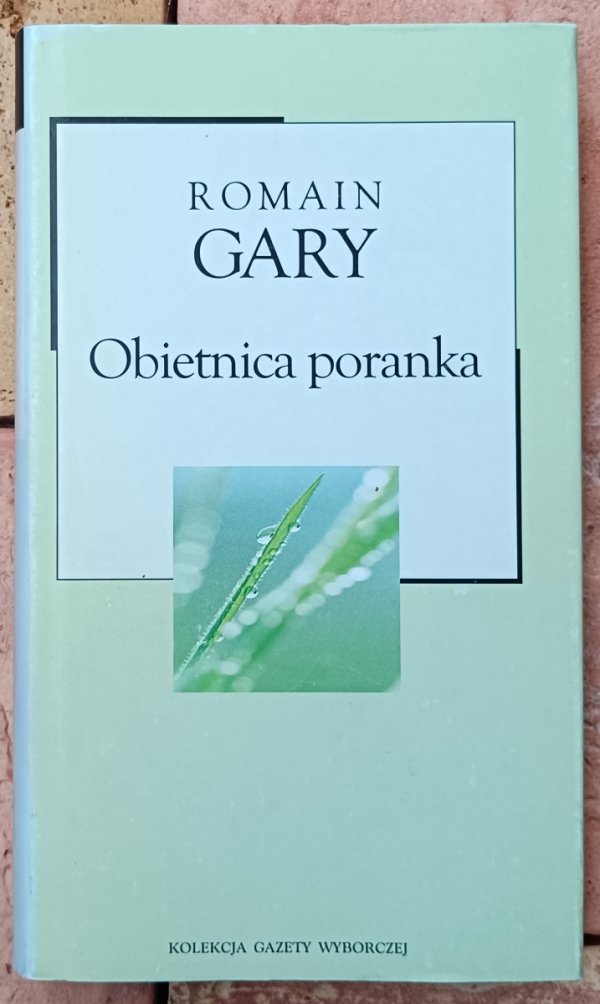 ROMAIN
GARY
Obietnica poranka
KOLEKCJA GAZETY WYBORCZEJ